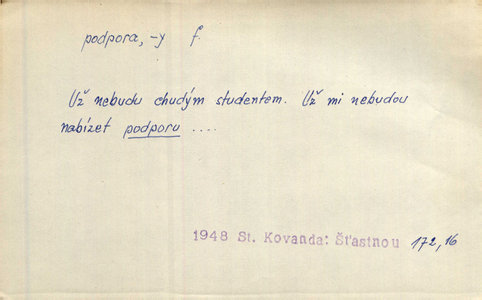 podpora, -y f.
Už nebudu chudým studentem. Už mi nebudou
nabízet podporu ....
1948 St. Kovanda: Šťastnou 172,16